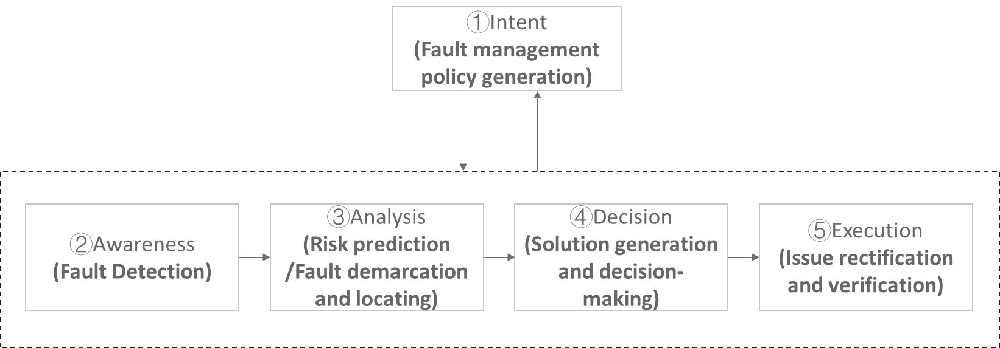 ①Intent
(Fault management
policy generation)
②Awareness
(Fault Detection)
③Analysis
(Risk prediction
/Fault demarcation
and locating)
④Decision
(Solution generation
and decision-
making)
⑤Execution
(Issue rectification
and verification)